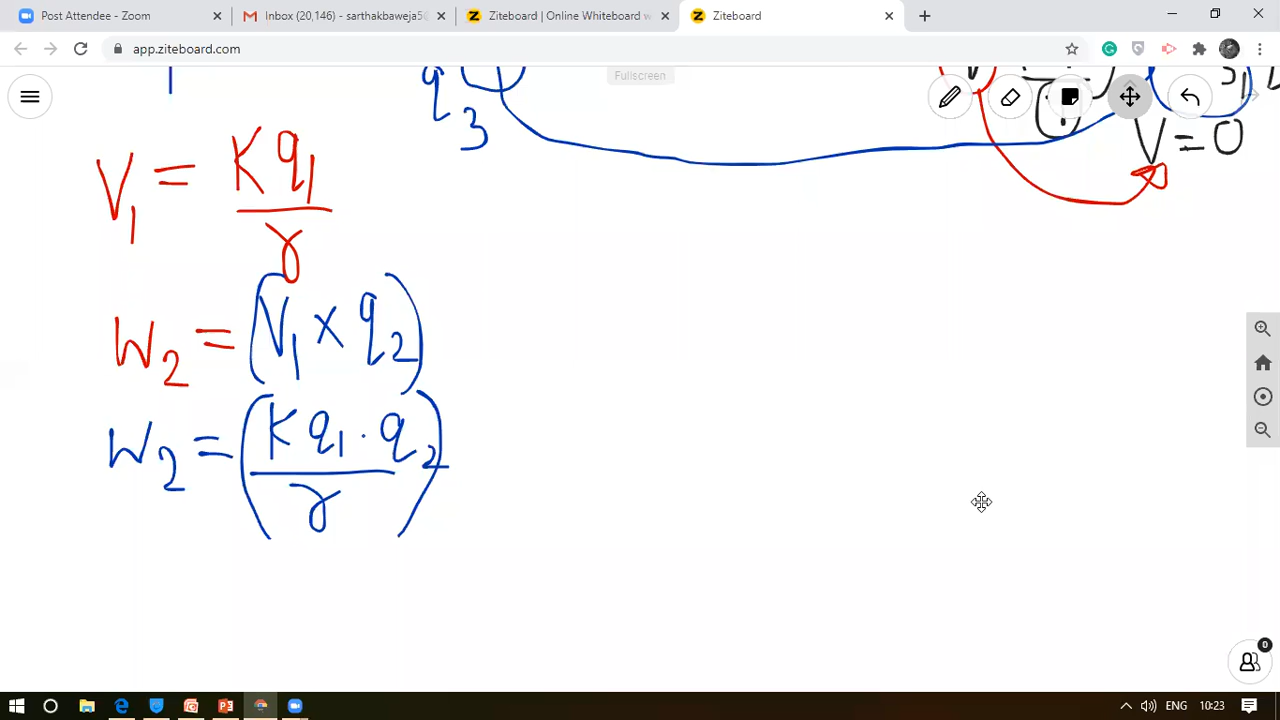 Post Attendee - Zoom
Inbox (20,146) - sarthakbaweja5
Ziteboard | Online Whiteboard w
Ziteboard
app.ziteboard.com
Fullscreen
q3
V = 0
V1 = Kq1
r
W2 = (V1 × q2)
W2 = (Kq1 . q2)
r
0
ENG
10:23